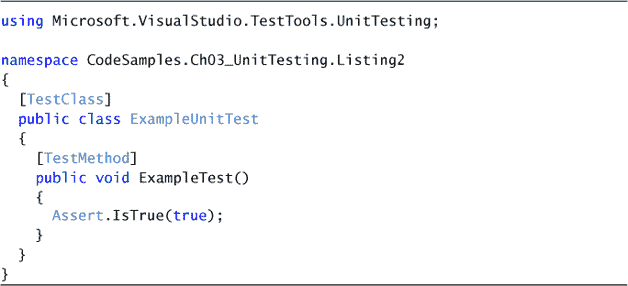 using Microsoft.VisualStudio.TestTools.UnitTesting;
namespace CodeSamples.Ch03_UnitTesting.Listing2
{
  [TestClass]
  public class ExampleUnitTest
  {
    [TestMethod]
    public void ExampleTest()
    {
      Assert.IsTrue(true);
    }
  }
}